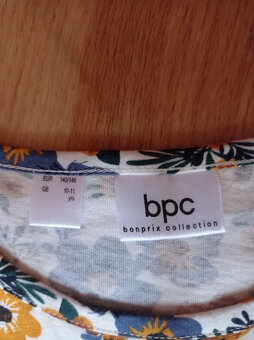 EUR 140/146
GB 10-11
yrs
bpc
bonprix collection